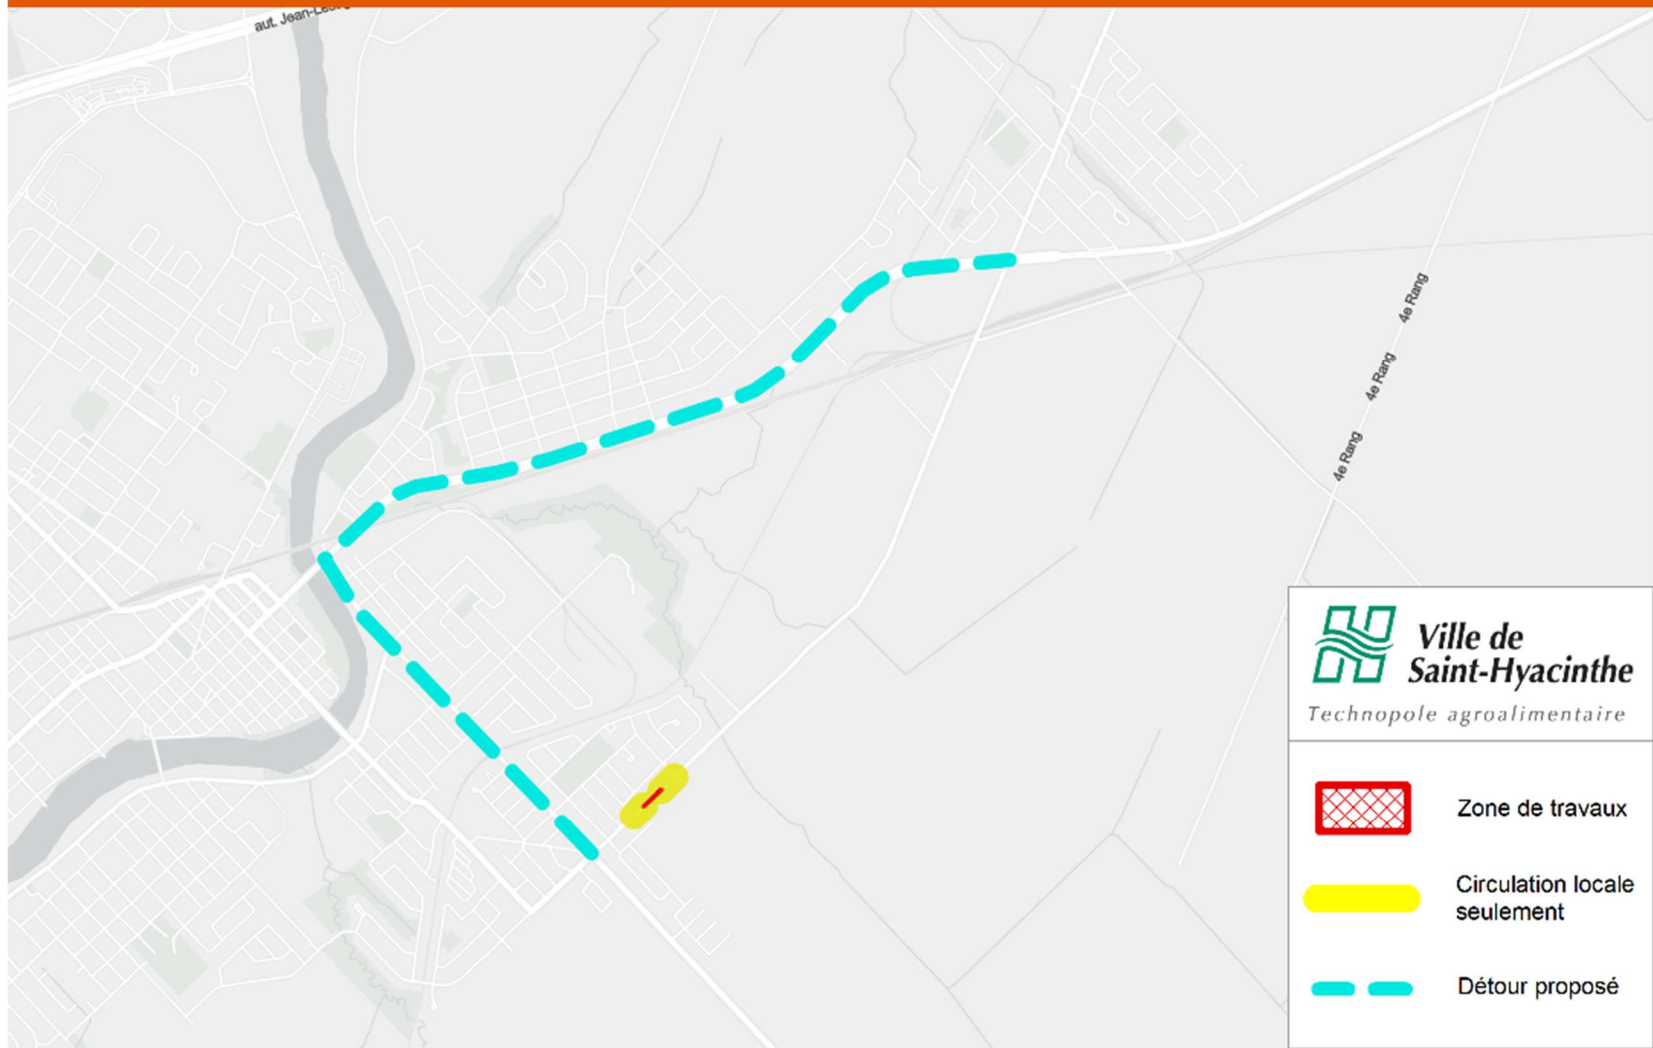 aut. Jean-Lesage
4e Rang
4e Rang
4e Rang
Ville de
Saint-Hyacinthe
Technopole agroalimentaire
Zone de travaux
Circulation locale
seulement
Détour proposé